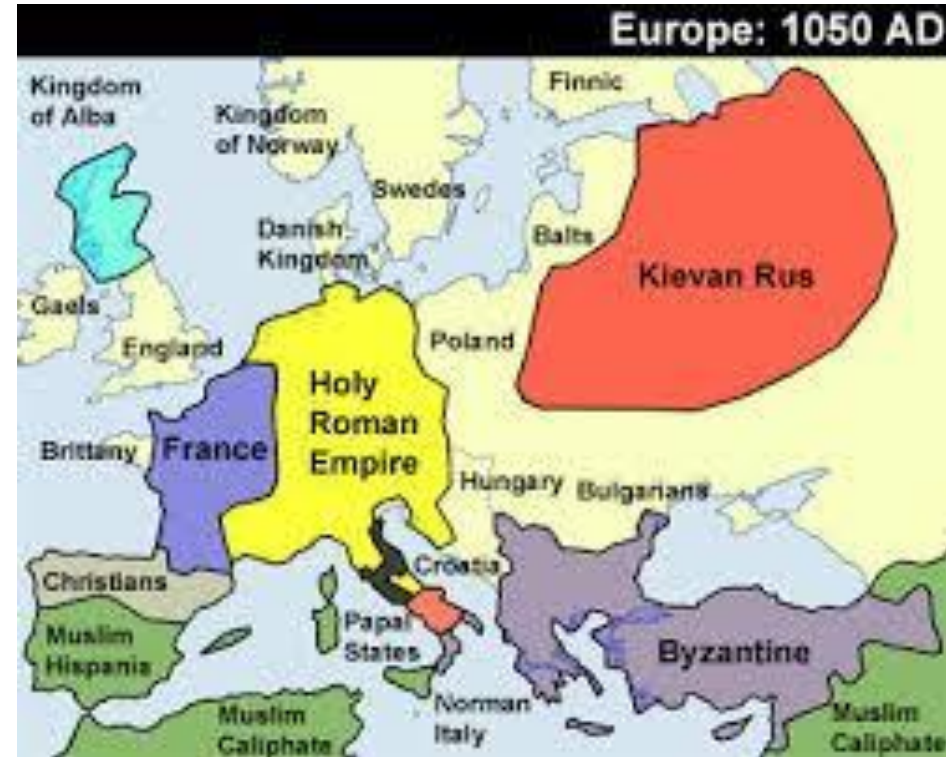 Europe: 1050 AD
Kingdom
of Alba
Kingdom
of Norway
Finnic
Swedes
Danish
Kingdom
Balts
Kievan Rus
Gaels
England
Poland
Holy
Roman
Empire
Brittany
France
Hungary
Bulgarians
Croatia
Christians
Muslim
Hispania
Papal
States
Byzantine
Norman
Italy
Muslim
Caliphate
Muslim
Caliphate